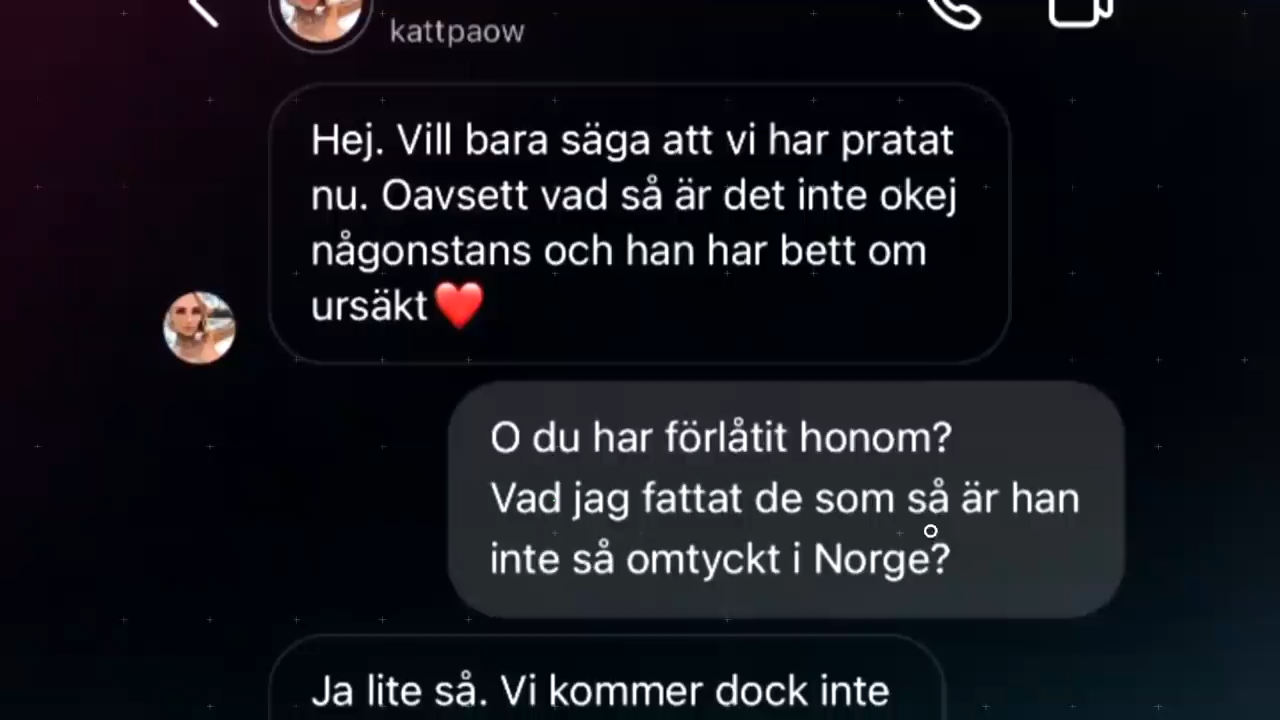 kattpaow
Hej. Vill bara säga att vi har pratat
nu. Oavsett vad så är det inte okej
någonstans och han har bett om
ursäkt❤️
O du har förlåtit honom?
Vad jag fattat de som så är han
inte så omtyckt i Norge?
Ja lite så. Vi kommer dock inte